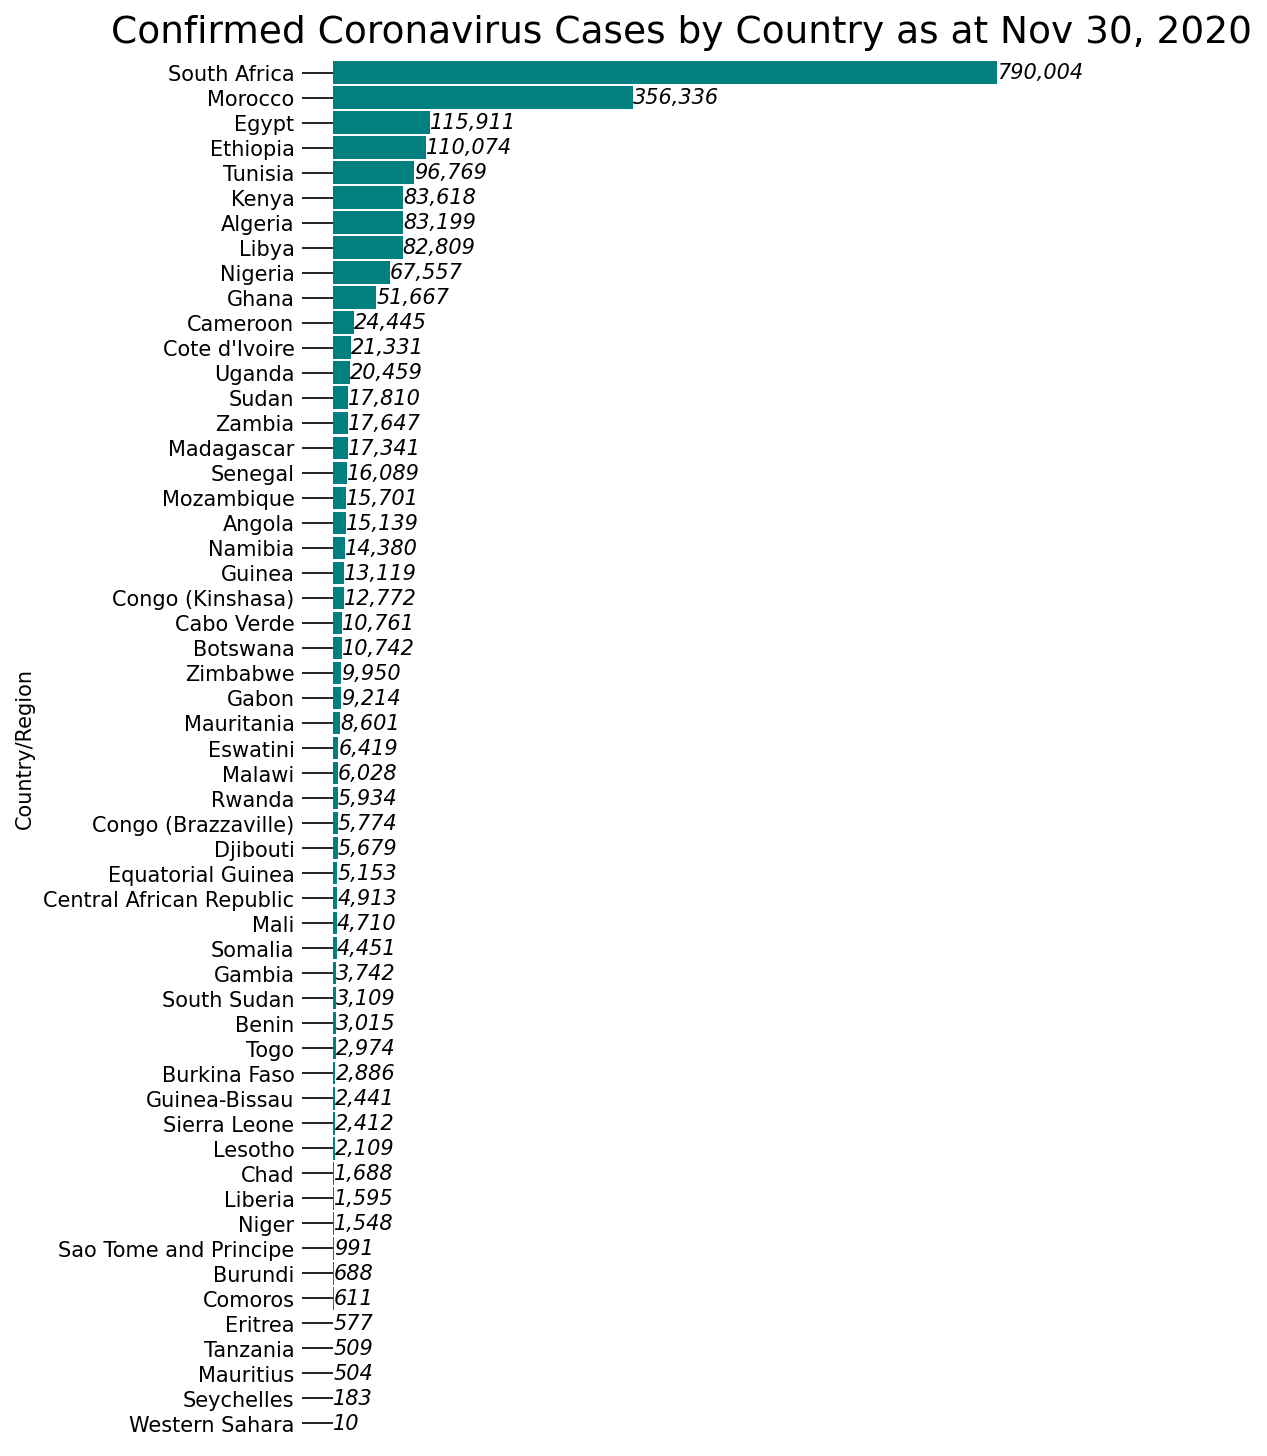 Confirmed Coronavirus Cases by Country as at Nov 30, 2020
South Africa 790,004
Morocco 356,336
Egypt 115,911
Ethiopia 110,074
Tunisia 96,769
Kenya 83,618
Algeria 83,199
Libya 82,809
Nigeria 67,557
Ghana 51,667
Cameroon 24,445
Cote d'Ivoire 21,331
Uganda 20,459
Sudan 17,810
Zambia 17,647
Madagascar 17,341
Senegal 16,089
Mozambique 15,701
Angola 15,139
Namibia 14,380
Guinea 13,119
Congo (Kinshasa) 12,772
Cabo Verde 10,761
Botswana 10,742
Zimbabwe 9,950
Gabon 9,214
Mauritania 8,601
Eswatini 6,419
Malawi 6,028
Rwanda 5,934
Congo (Brazzaville) 5,774
Djibouti 5,679
Equatorial Guinea 5,153
Central African Republic 4,913
Mali 4,710
Somalia 4,451
Gambia 3,742
South Sudan 3,109
Benin 3,015
Togo 2,974
Burkina Faso 2,886
Guinea-Bissau 2,441
Sierra Leone 2,412
Lesotho 2,109
Chad 1,688
Liberia 1,595
Niger 1,548
Sao Tome and Principe 991
Burundi 688
Comoros 611
Eritrea 577
Tanzania 509
Mauritius 504
Seychelles 183
Western Sahara 10
Country/Region